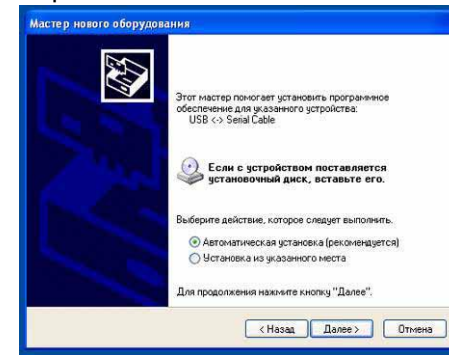 Мастер нового оборудования
Этот мастер помогает установить программное
обеспечение для указанного устройства:
USB <-> Serial Cable
Если с устройством поставляется
установочный диск, вставьте его.
Выберите действие, которое следует выполнить.
Автоматическая установка (рекомендуется)
Установка из указанного места
Для продолжения нажмите кнопку "Далее".
< Назад Далее > Отмена